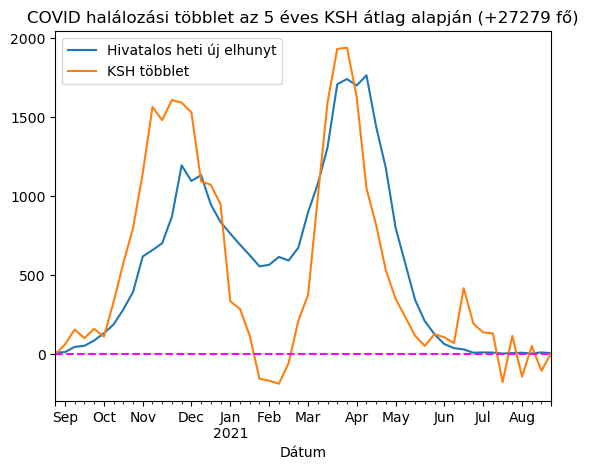 COVID halálozási többlet az 5 éves KSH átlag alapján (+27279 fő)
Hivatalos heti új elhunyt
KSH többlet
2000
1500
1000
500
0
Sep Oct Nov Dec Jan Feb Mar Apr May Jun Jul Aug
2021
Dátum